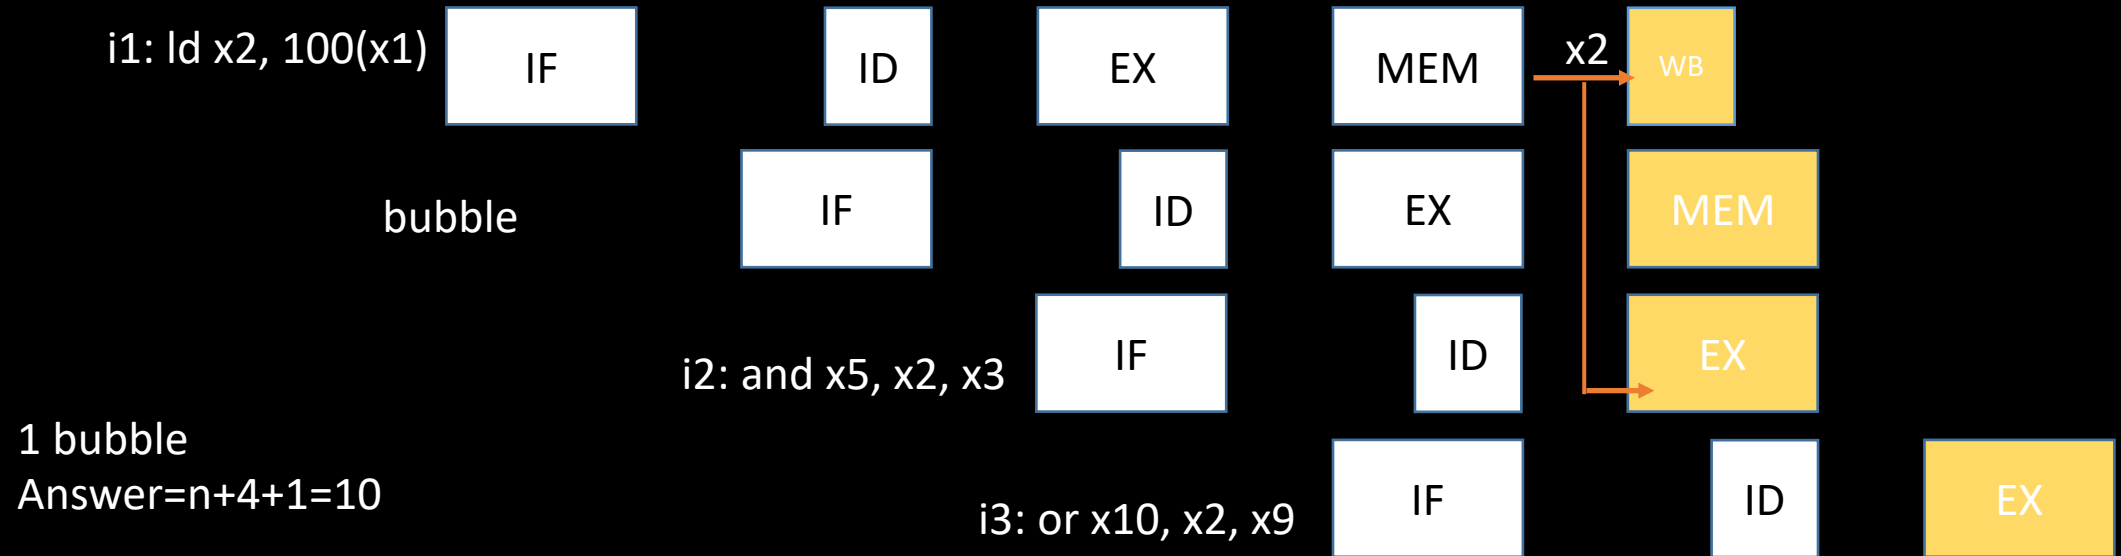 i1: ld x2, 100(x1) IF ID EX MEM x2 WB
bubble IF ID EX MEM
i2: and x5, x2, x3 IF ID EX
1 bubble
Answer=n+4+1=10
i3: or x10, x2, x9 IF ID EX